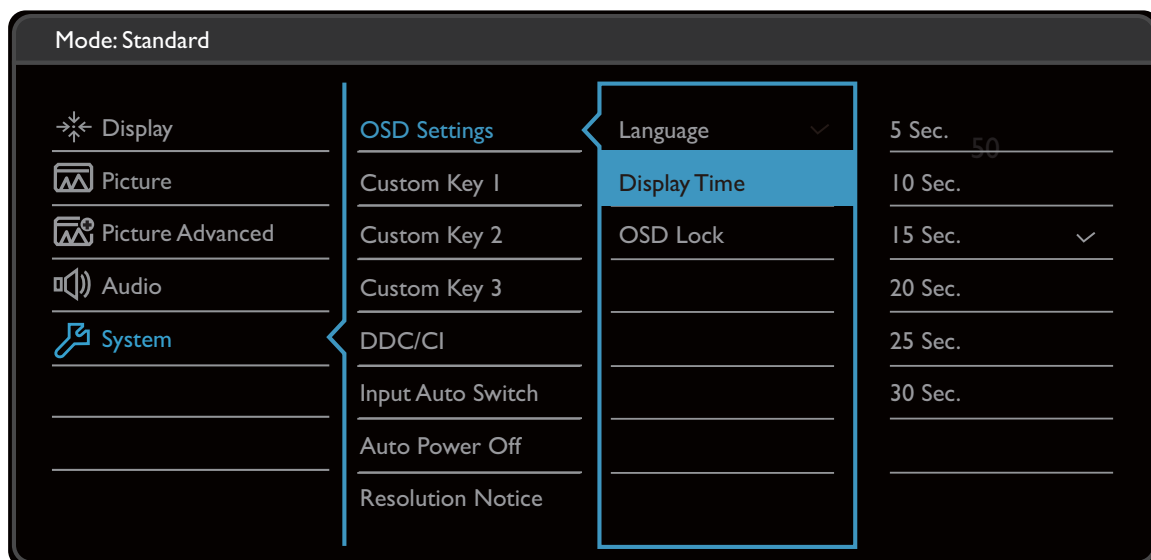 Mode: Standard
Display
Picture
Picture Advanced
Audio
System
OSD Settings
Custom Key 1
Custom Key 2
Custom Key 3
DDC/CI
Input Auto Switch
Auto Power Off
Resolution Notice
Language
Display Time
OSD Lock
5 Sec.
50
10 Sec.
15 Sec.
20 Sec.
25 Sec.
30 Sec.